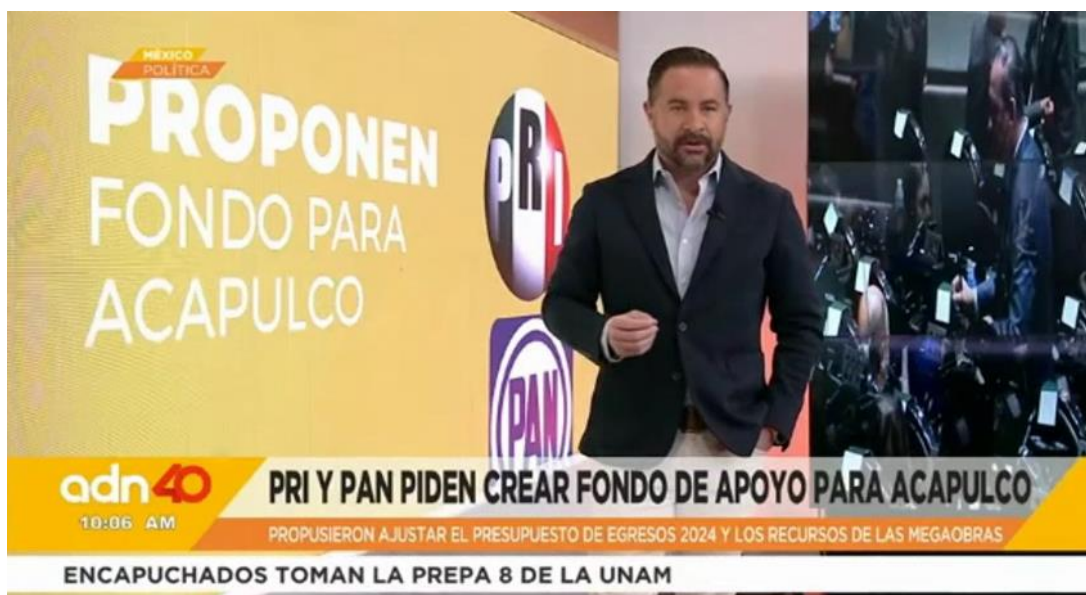 MÉXICO
POLÍTICA
PROPONEN
FONDO PARA
ACAPULCO
PRI
PAN
adn40
10:06 AM
PRI Y PAN PIDEN CREAR FONDO DE APOYO PARA ACAPULCO
PROPUSIERON AJUSTAR EL PRESUPUESTO DE EGRESOS 2024 Y LOS RECURSOS DE LAS MEGAOBRAS
ENCAPUCHADOS TOMAN LA PREPA 8 DE LA UNAM